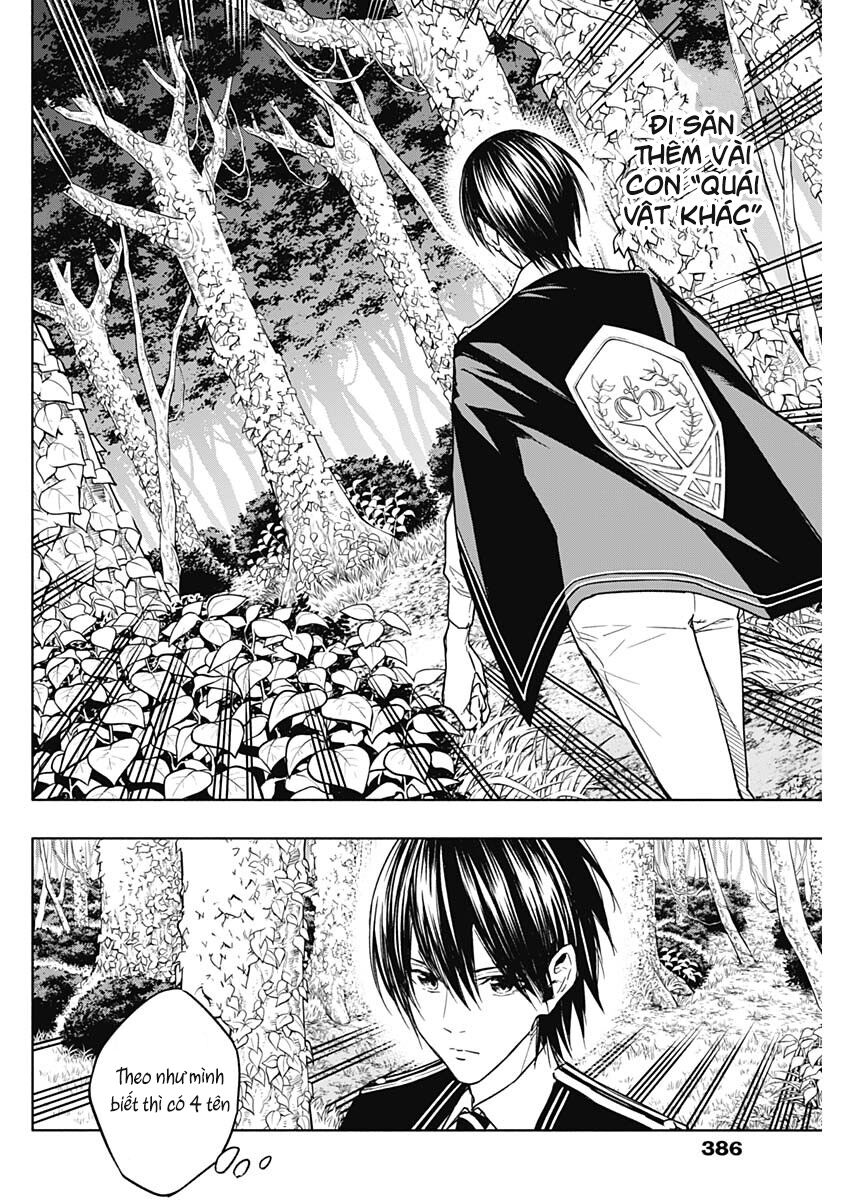 ĐI SĂN
THÊM VÀI
CON "QUÁI
VẬT KHÁC"
Theo như mình
biết thì có 4 tên
386